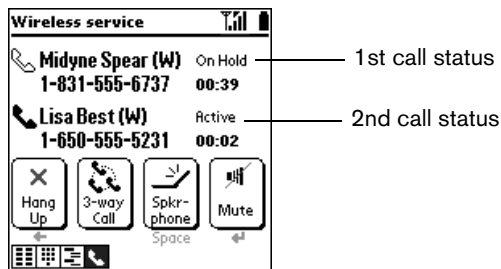 Wireless service
Midyne Spear (W) On Hold
1-831-555-6737 00:39
1st call status
Lisa Best (W) Active
1-650-555-5231 00:02
2nd call status
Hang Up
3-way Call
Spkr-phone
Mute
Space